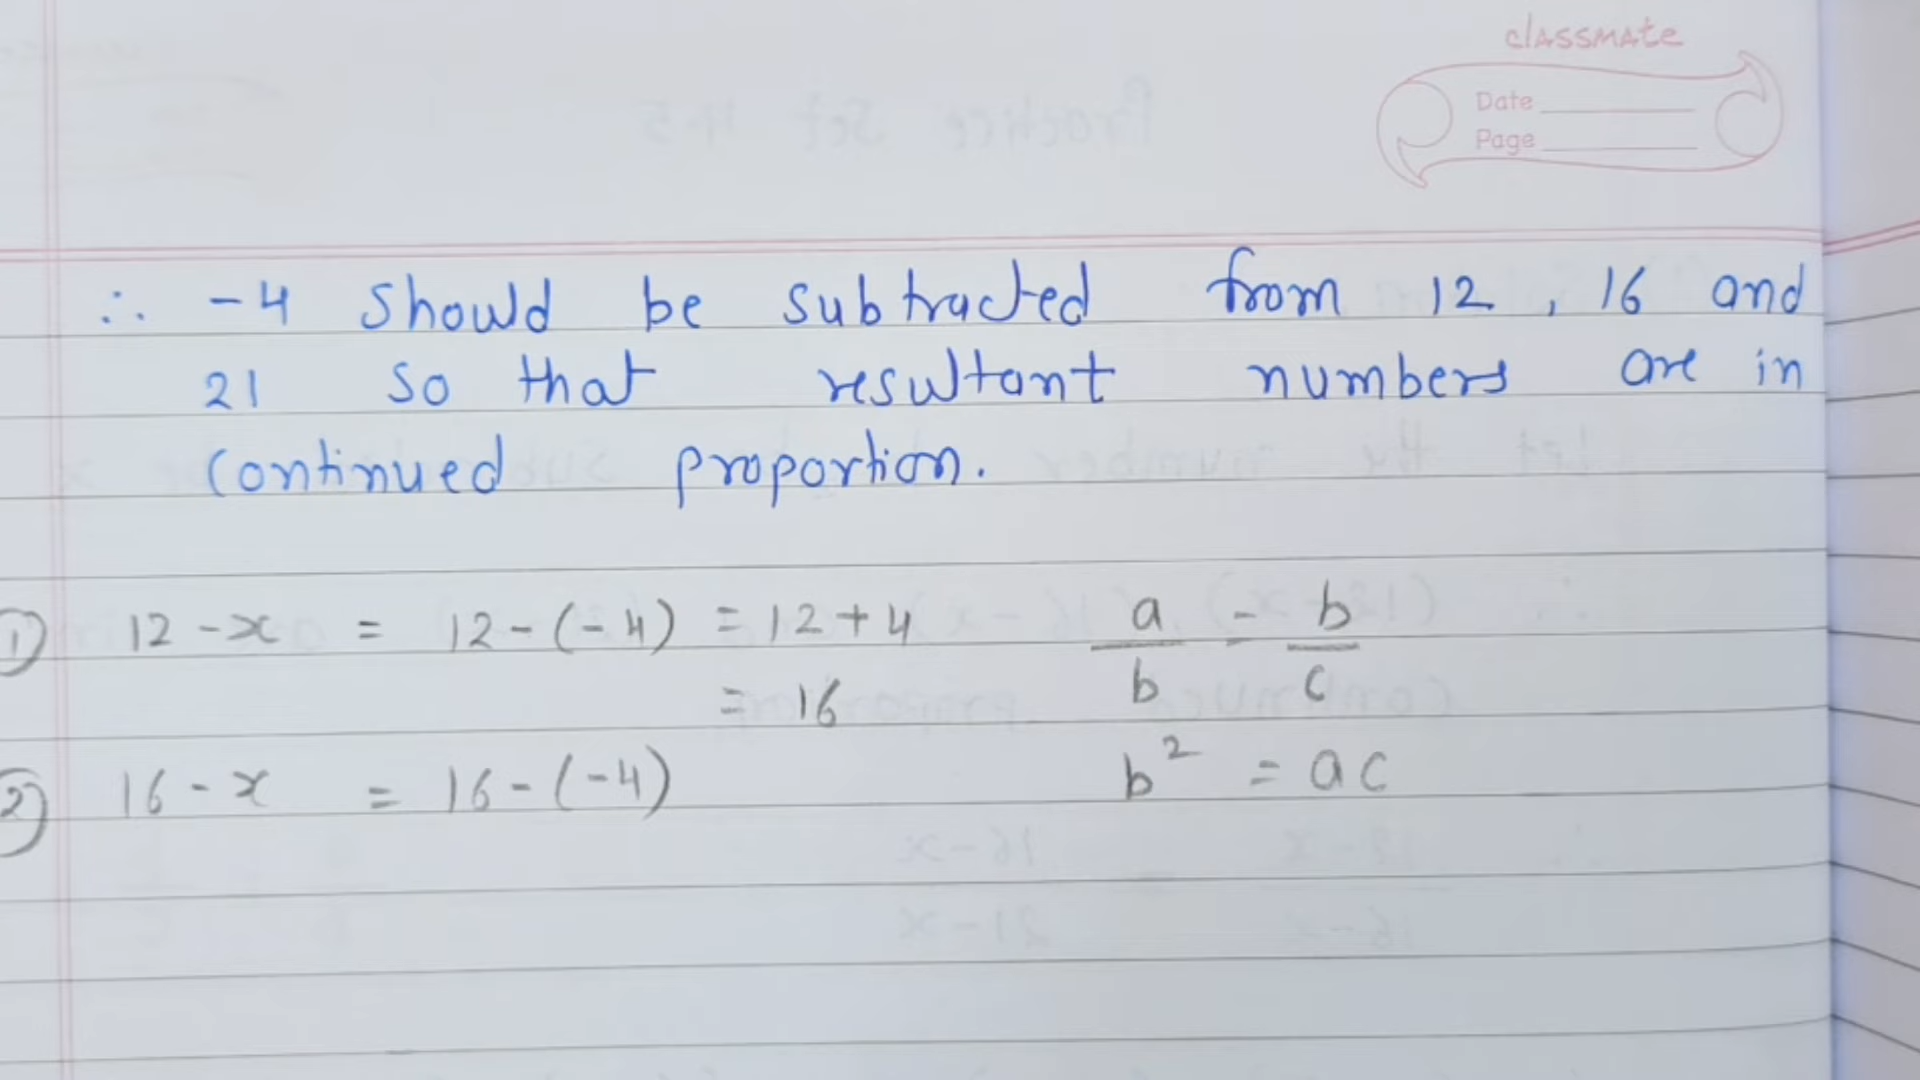 classmate
Date
Page
∴ -4 should be subtracted from 12, 16 and
21 so that resultant numbers are in
continued proportion.
① 12 - x = 12 - (-4) = 12 + 4
= 16
a/b = b/c
② 16 - x = 16 - (-4)
b² = ac